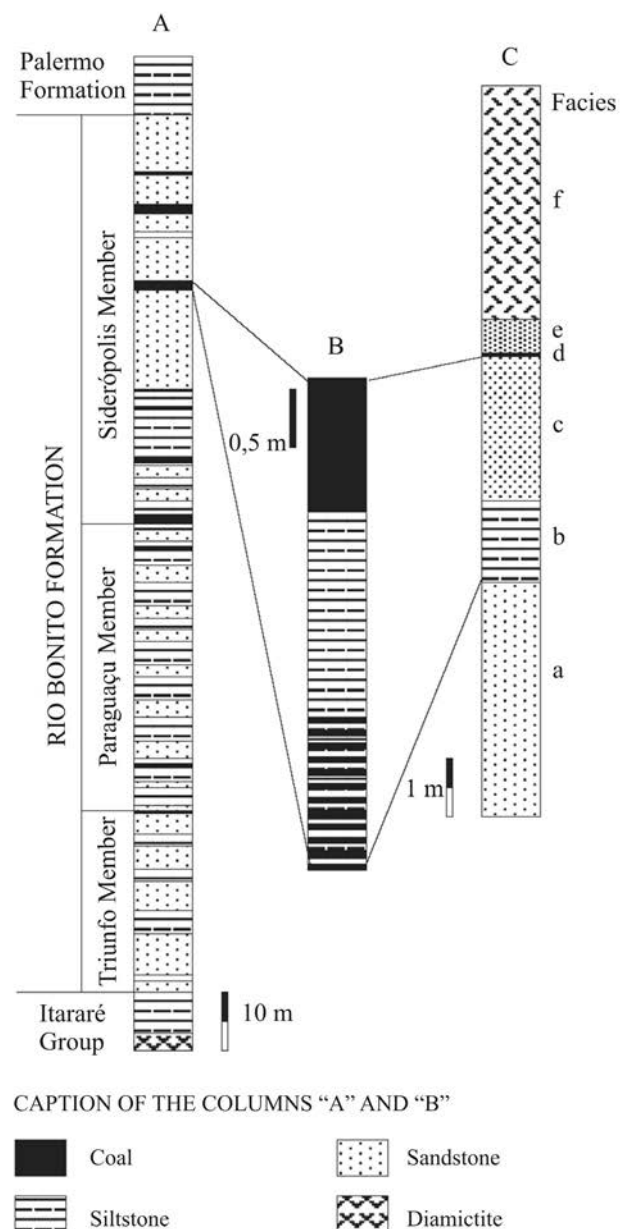 A
Palermo
Formation
C
Facies
f
e
d
c
b
a
B
0,5 m
1 m
RIO BONITO FORMATION
Siderópolis Member
Paraguaçu Member
Triunfo Member
Itararé
Group
10 m
CAPTION OF THE COLUMNS “A” AND “B”
Coal
Sandstone
Siltstone
Diamictite